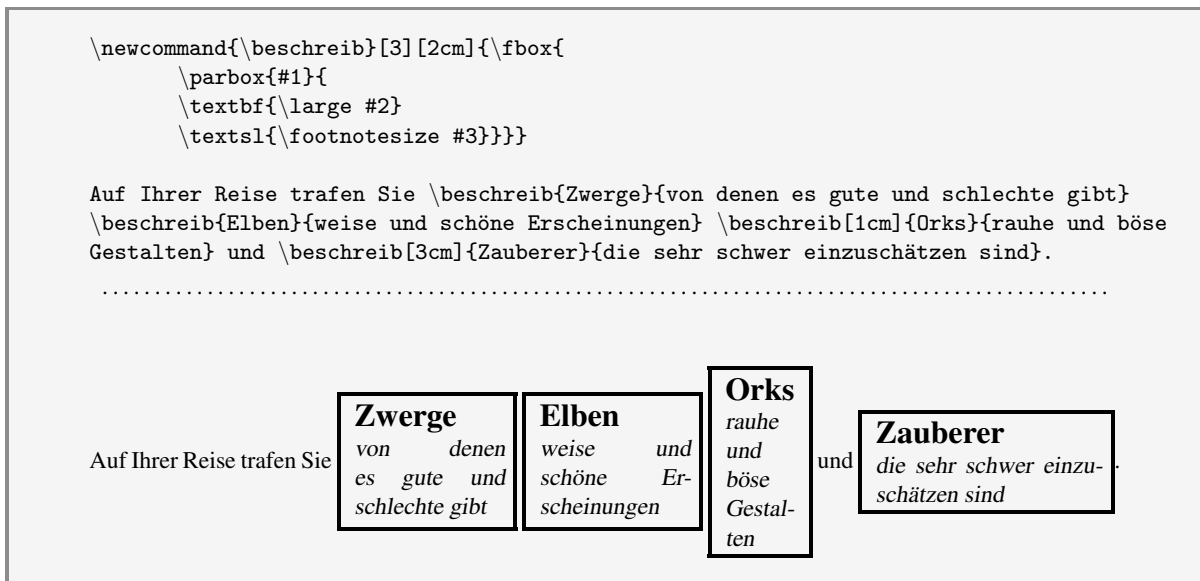 \newcommand{\beschreib}[3][2cm]{\fbox{
\parbox{#1}{
\textbf{\large #2}
\textsl{\footnotesize #3}}}}
Auf Ihrer Reise trafen Sie \beschreib{Zwerge}{von denen es gute und schlechte gibt}
\beschreib{Elben}{weise und schöne Erscheinungen} \beschreib[1cm]{Orks}{rauhe und böse
Gestalten} und \beschreib[3cm]{Zauberer}{die sehr schwer einzuschätzen sind}.
Auf Ihrer Reise trafen Sie
Zwerge
von denen
es gute und
schlechte gibt
Elben
weise und
schöne Er-
scheinungen
Orks
rauhe
und
böse
Gestal-
ten
und
Zauberer
die sehr schwer einzu-
schätzen sind
.